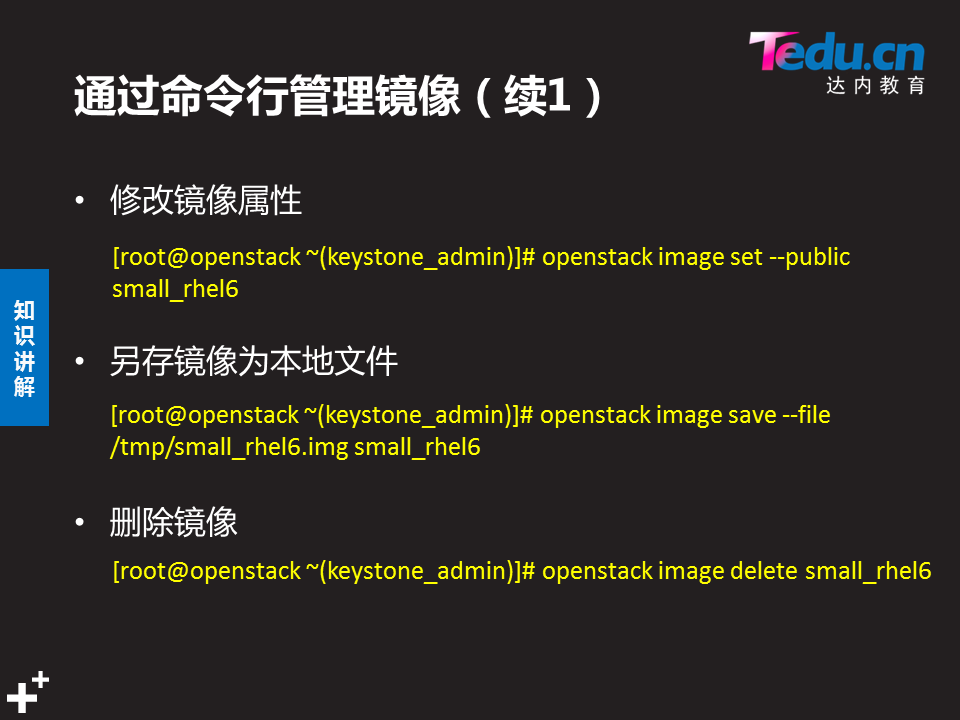 Tedu.cn
达内教育
通过命令行管理镜像（续1）
• 修改镜像属性
[root@openstack ~(keystone_admin)]# openstack image set --public
small_rhel6
知识讲解
• 另存镜像为本地文件
[root@openstack ~(keystone_admin)]# openstack image save --file
/tmp/small_rhel6.img small_rhel6
• 删除镜像
[root@openstack ~(keystone_admin)]# openstack image delete small_rhel6